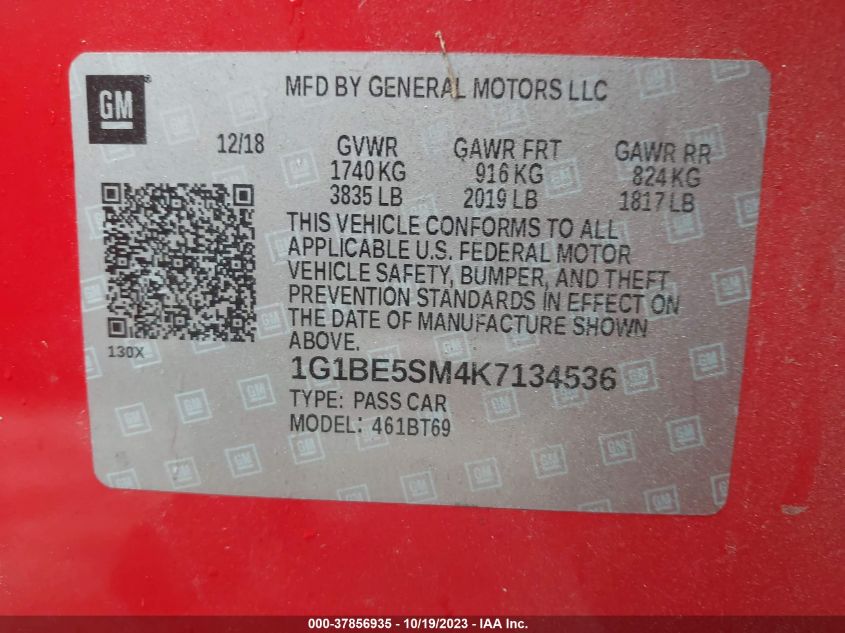 GM
MFD BY GENERAL MOTORS LLC
12/18 GVWR GAWR FRT GAWR RR
1740 KG 916 KG 824 KG
3835 LB 2019 LB 1817 LB
THIS VEHICLE CONFORMS TO ALL
APPLICABLE U.S. FEDERAL MOTOR
VEHICLE SAFETY, BUMPER, AND THEFT
PREVENTION STANDARDS IN EFFECT ON
THE DATE OF MANUFACTURE SHOWN
ABOVE.
130X
1G1BE5SM4K7134536
TYPE: PASS CAR
MODEL: 461BT69
000-37856935 - 10/19/2023 - IAA Inc.